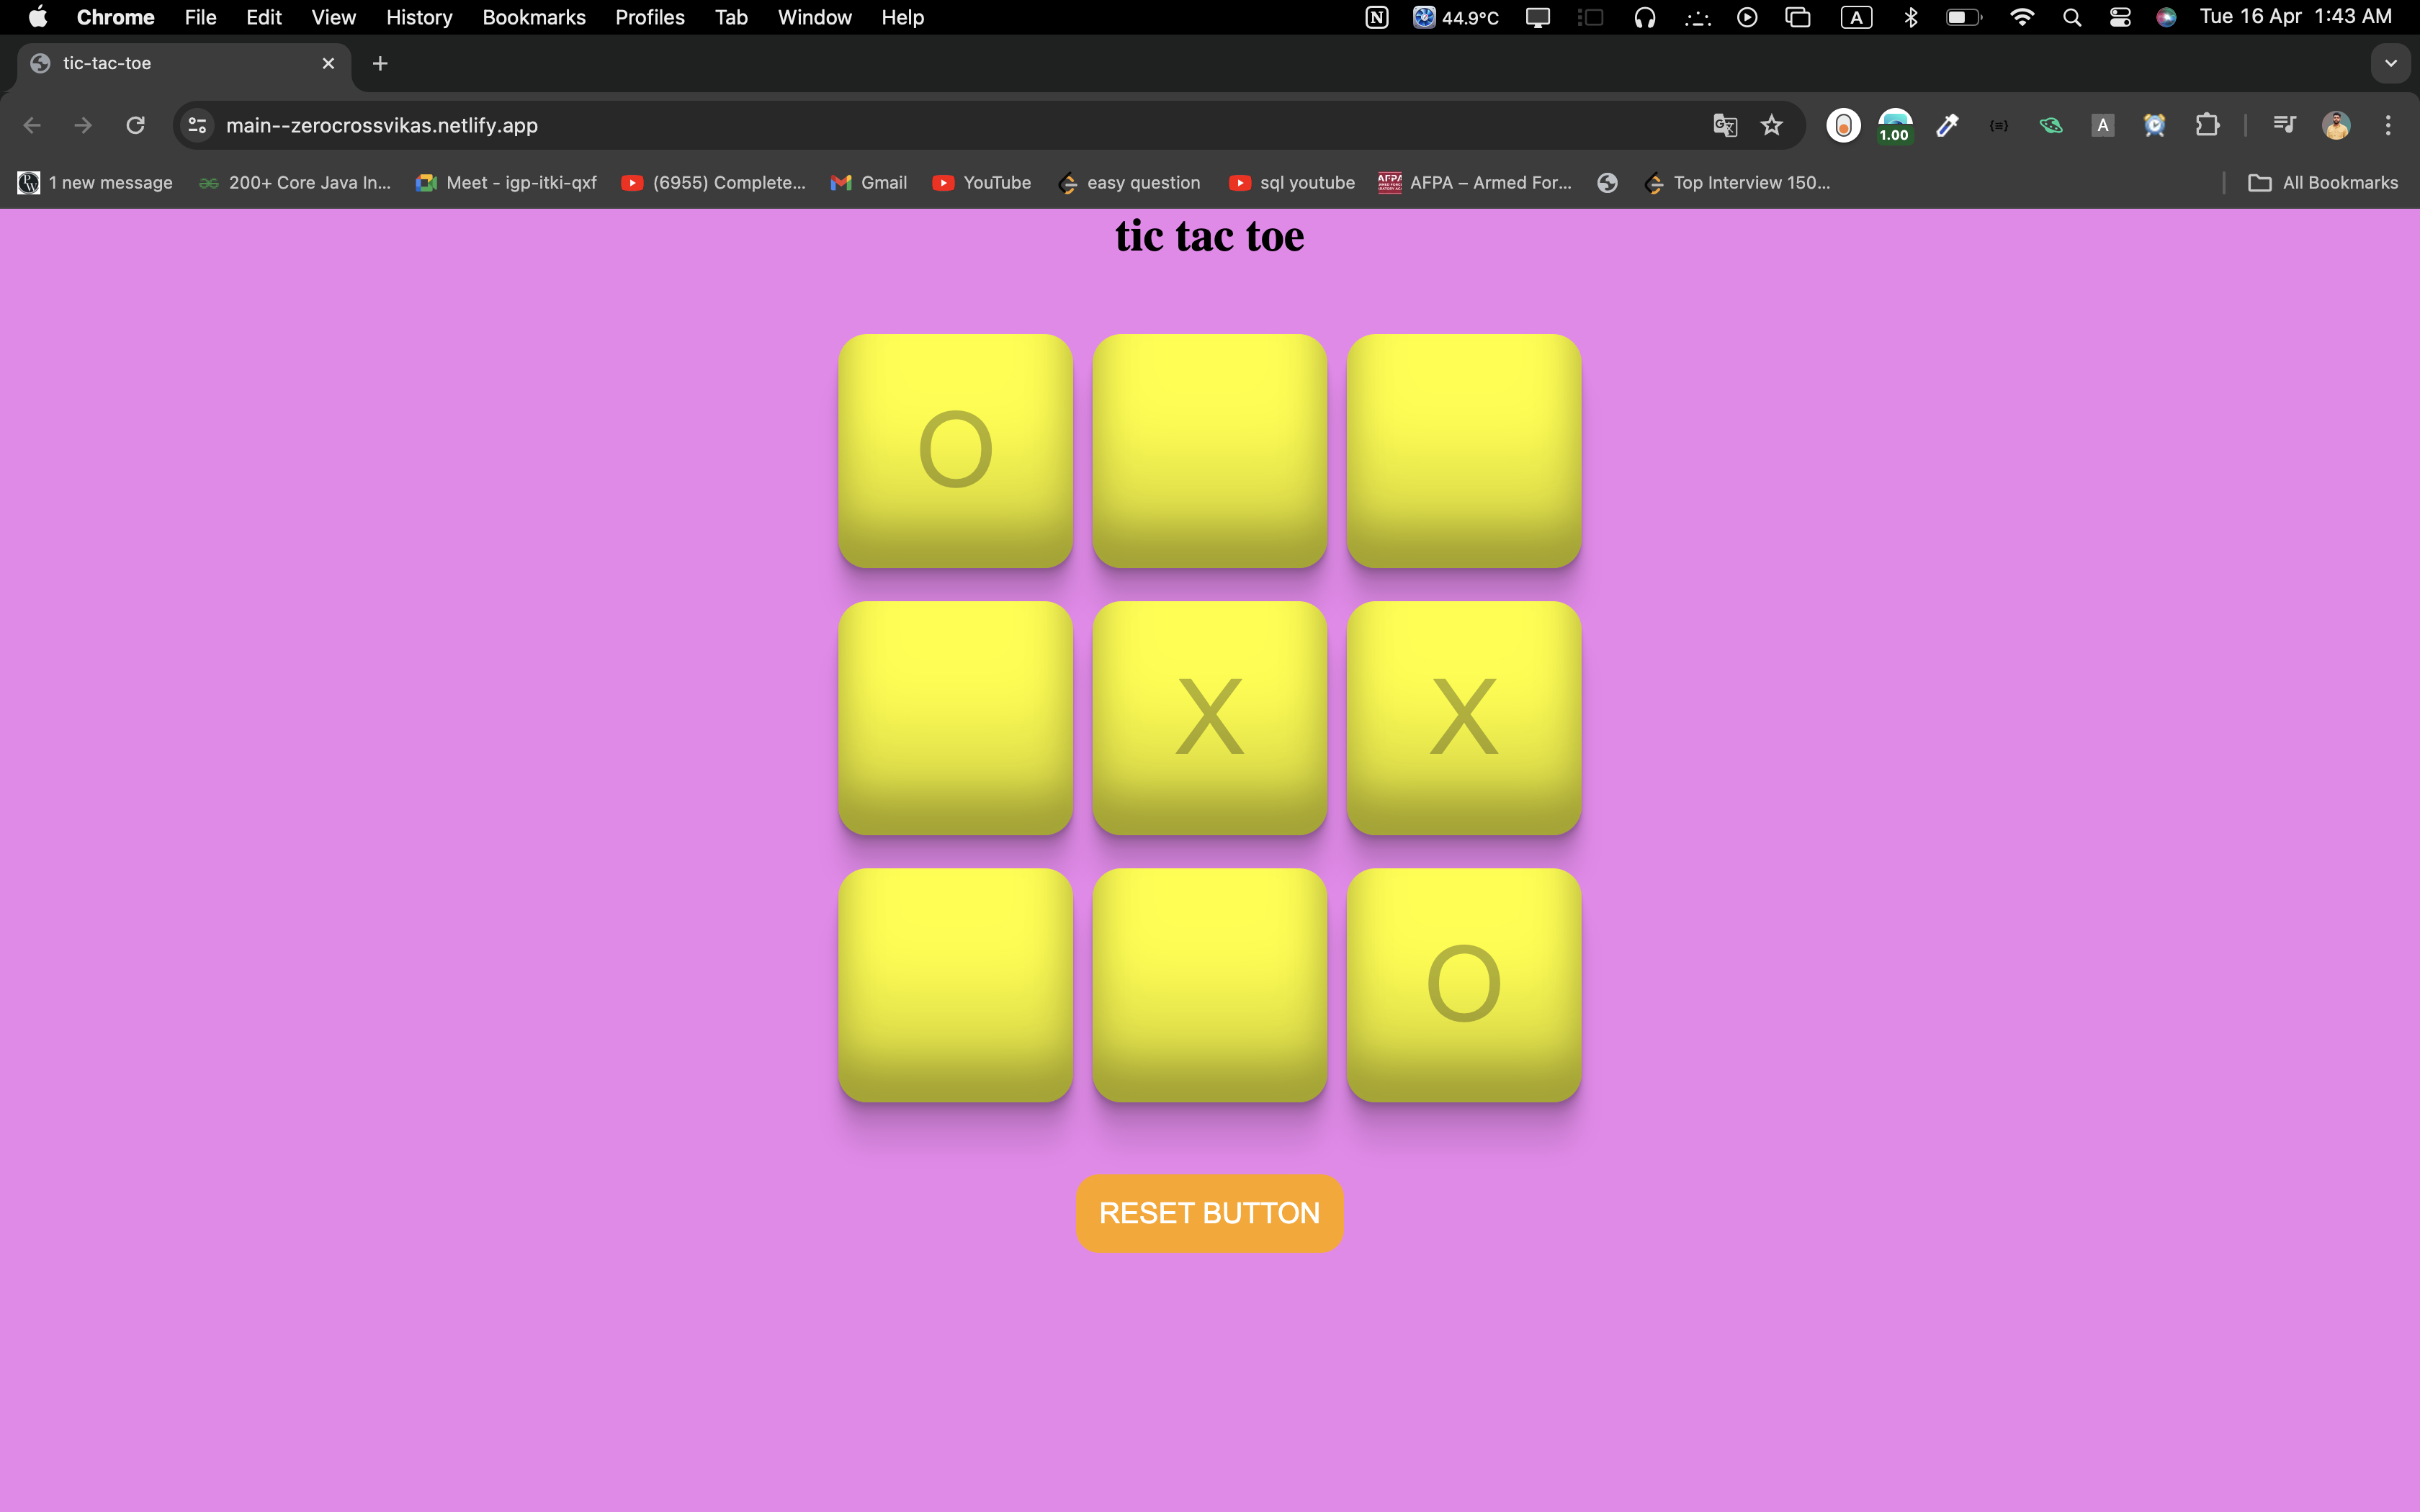 Chrome File Edit View History Bookmarks Profiles Tab Window Help N 44.9°C A Tue 16 Apr 1:43 AM
tic-tac-toe
main--zerocrossvikas.netlify.app 1.00 A
1 new message 200+ Core Java In... Meet - igp-itki-qxf (6955) Complete... Gmail YouTube easy question sql youtube AFPA – Armed For... Top Interview 150... All Bookmarks
tic tac toe
O
X X
O
RESET BUTTON